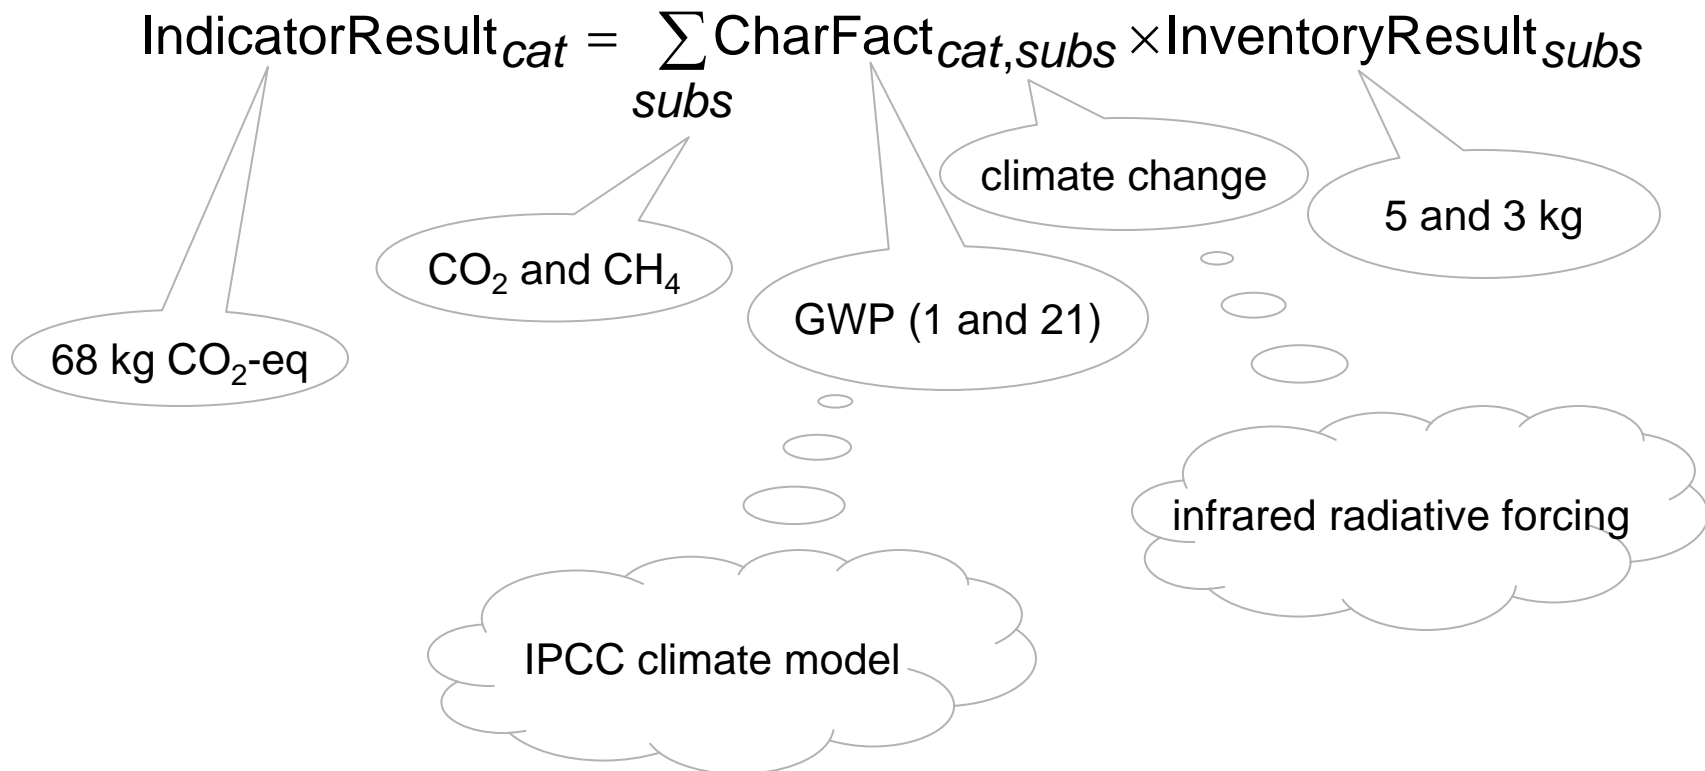 IndicatorResult_cat = ∑_subs CharFact_cat,subs × InventoryResult_subs
climate change
5 and 3 kg
CO₂ and CH₄
GWP (1 and 21)
68 kg CO₂-eq
infrared radiative forcing
IPCC climate model